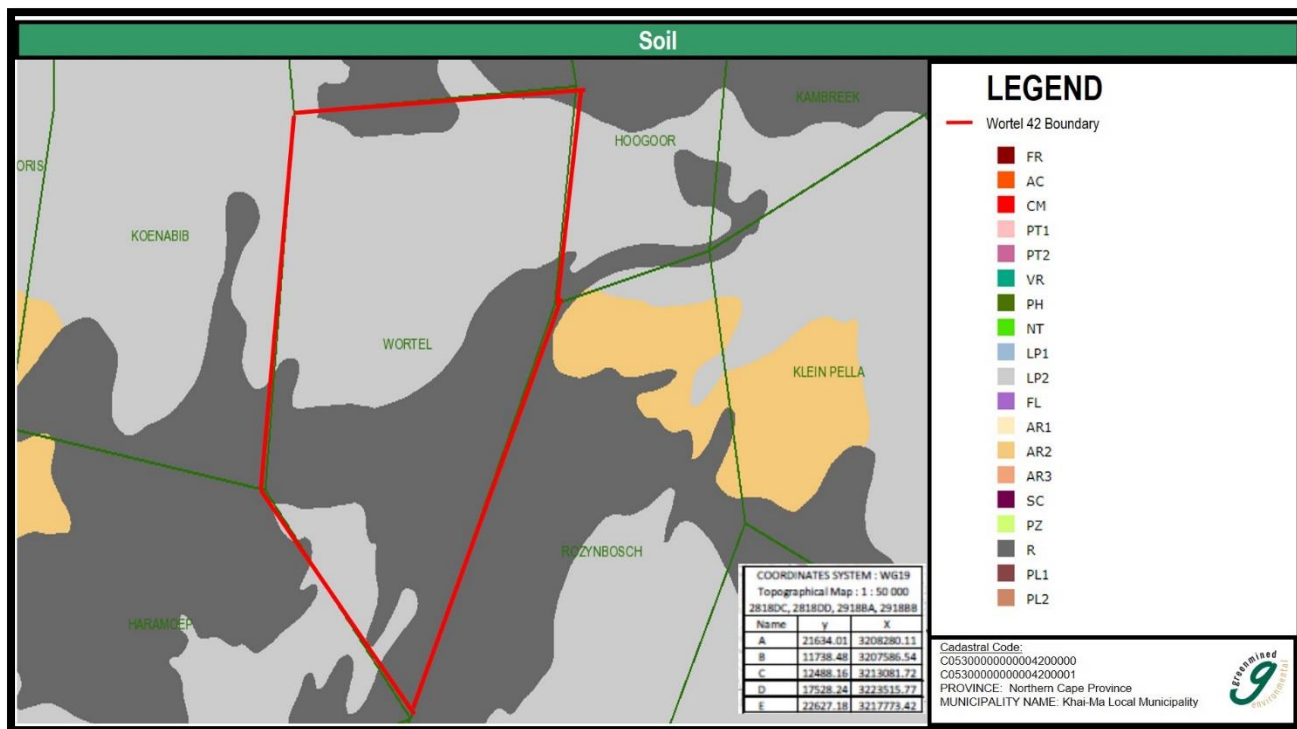 Soil
KAMBREEK
HOOGOOR
ORIS
KOENABIB
WORTEL
KLEIN PELLA
ROZYNBOSCH
HARAMOEP
COORDINATES SYSTEM : WG19
Topographical Map : 1 : 50 000
2818DC, 2818DD, 2918BA, 2918BB
Name y X
A 21634.01 3208280.11
B 11738.48 3207586.54
C 12488.16 3213081.72
D 17528.24 3223515.77
E 22627.18 3217773.42
LEGEND
Wortel 42 Boundary
FR
AC
CM
PT1
PT2
VR
PH
NT
LP1
LP2
FL
AR1
AR2
AR3
SC
PZ
R
PL1
PL2
Cadastral Code:
C05300000000004200000
C05300000000004200001
PROVINCE: Northern Cape Province
MUNICIPALITY NAME: Khai-Ma Local Municipality
greenmined
environmental